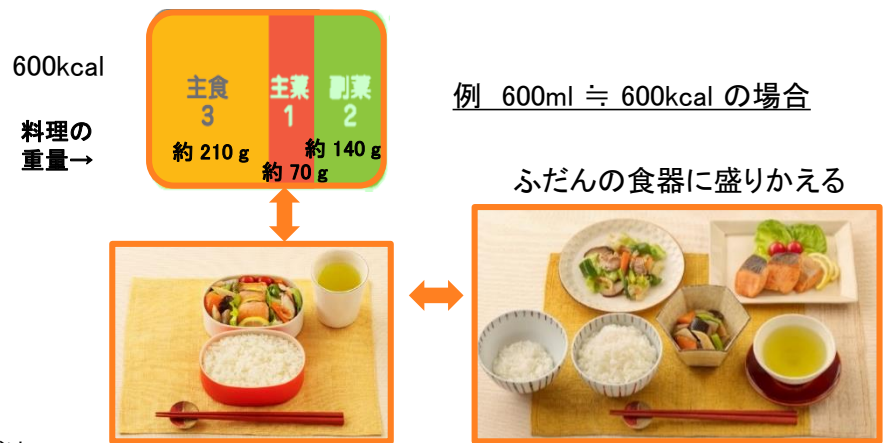 600kcal
料理の
重量→
主食
3
主菜
1
副菜
2
約 210 g
約 70 g
約 140 g
例　600ml ≒ 600kcal の場合
ふだんの食器に盛りかえる